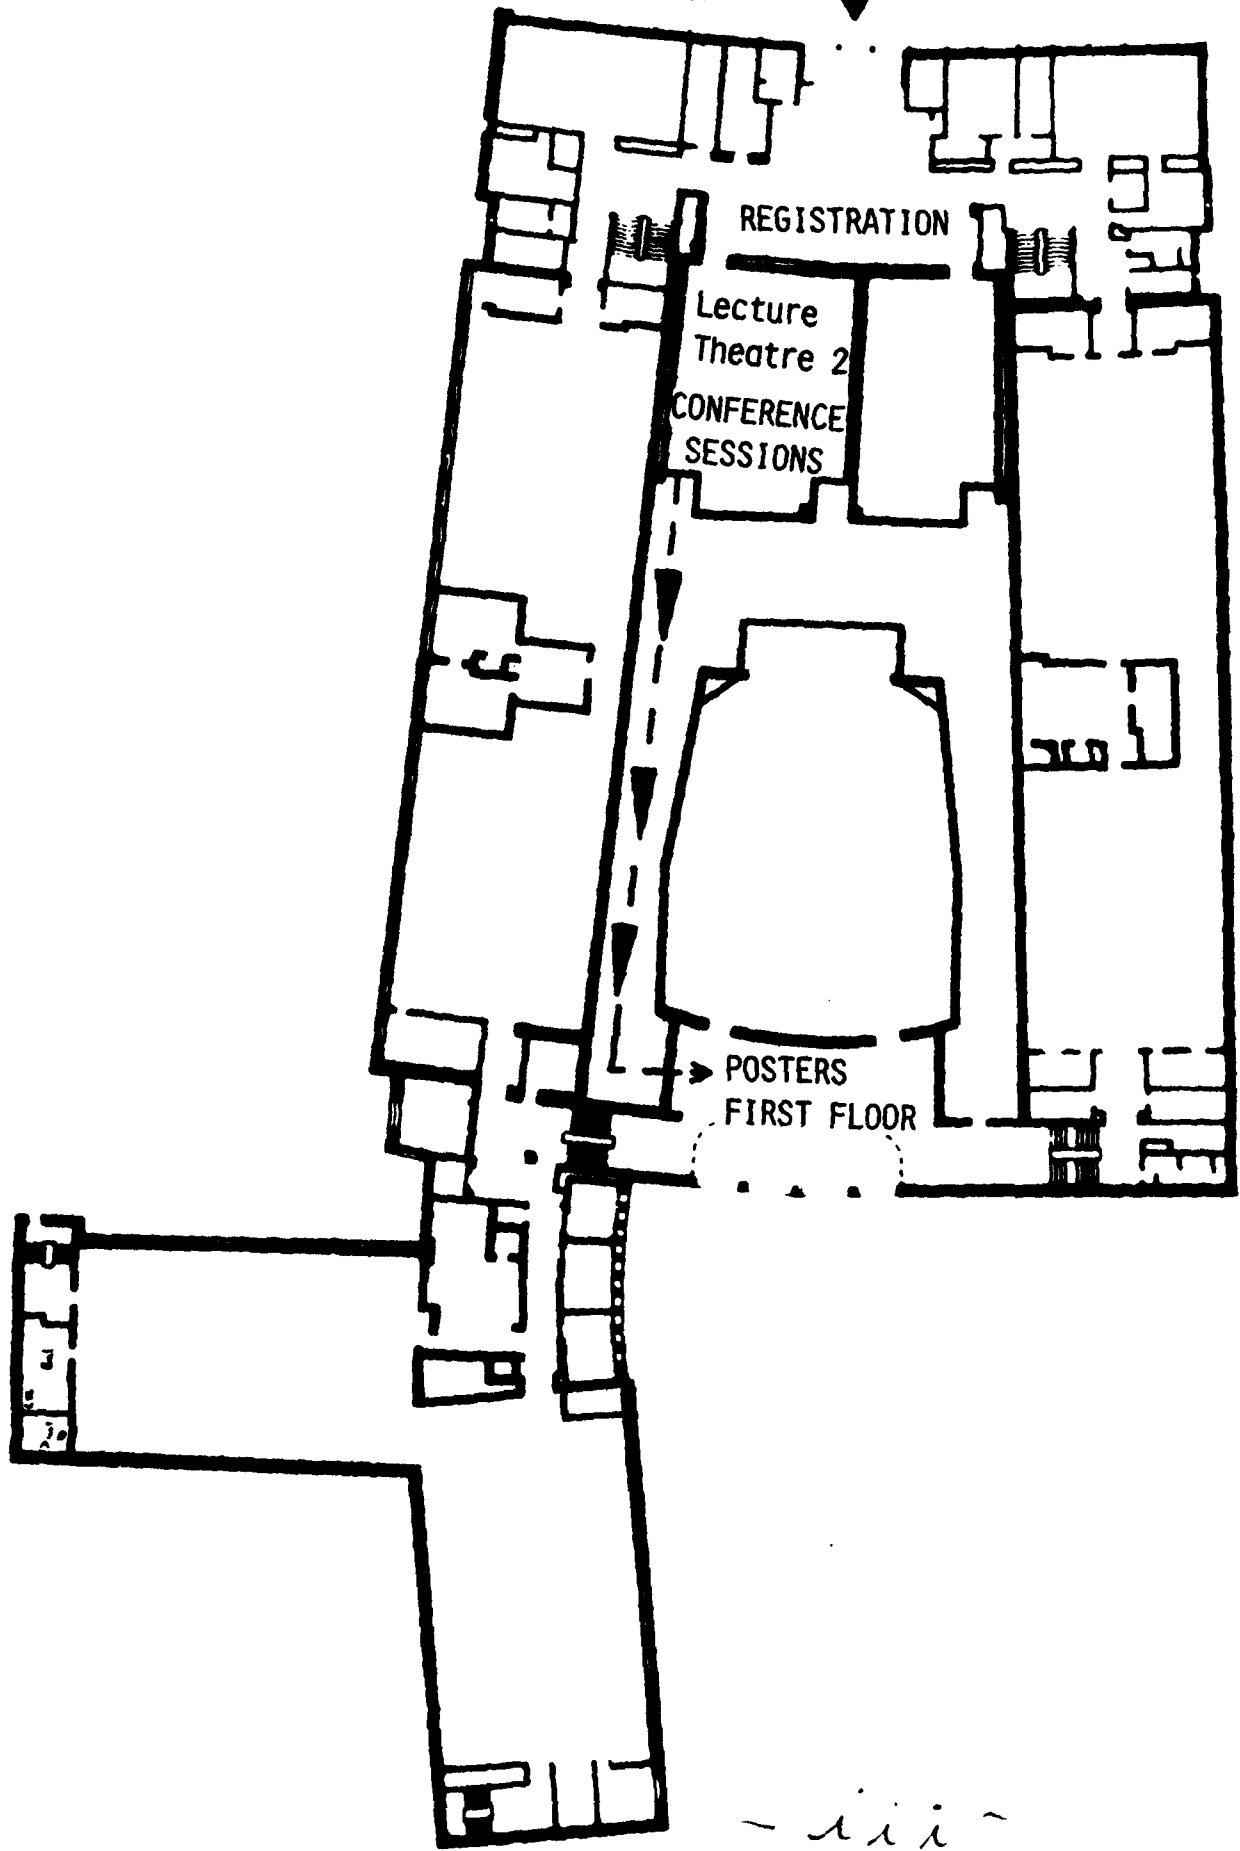 REGISTRATION
Lecture
Theatre 2
CONFERENCE
SESSIONS
POSTERS
FIRST FLOOR
- iii -